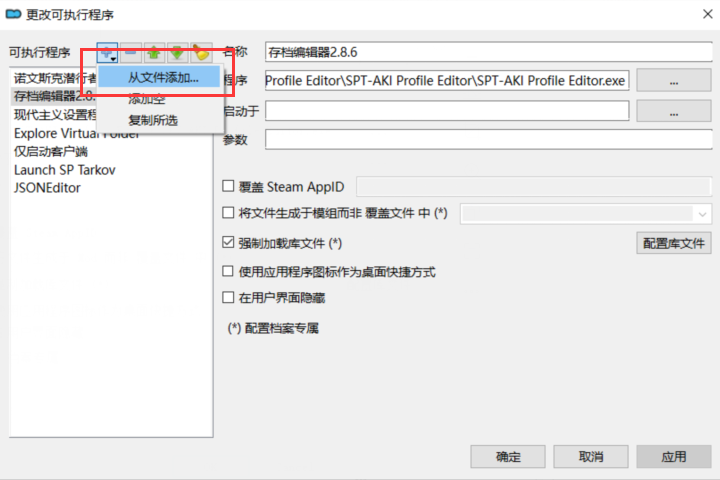 更改可执行程序
可执行程序
名称
存档编辑器2.8.6
诺文斯克潜行者
从文件添加...
程序
Profile Editor\SPT-AKI Profile Editor\SPT-AKI Profile Editor.exe
...
存档编辑器2.8.
添加空
启动于
...
现代主义设置程
复制所选
参数
Explore Virtual Folder
仅启动客户端
Launch SP Tarkov
JSONEditor
覆盖 Steam AppID
将文件生成于模组而非 覆盖文件 中 (*)
强制加载库文件 (*)
配置库文件
使用应用程序图标作为桌面快捷方式
在用户界面隐藏
(*) 配置档案专属
确定
取消
应用